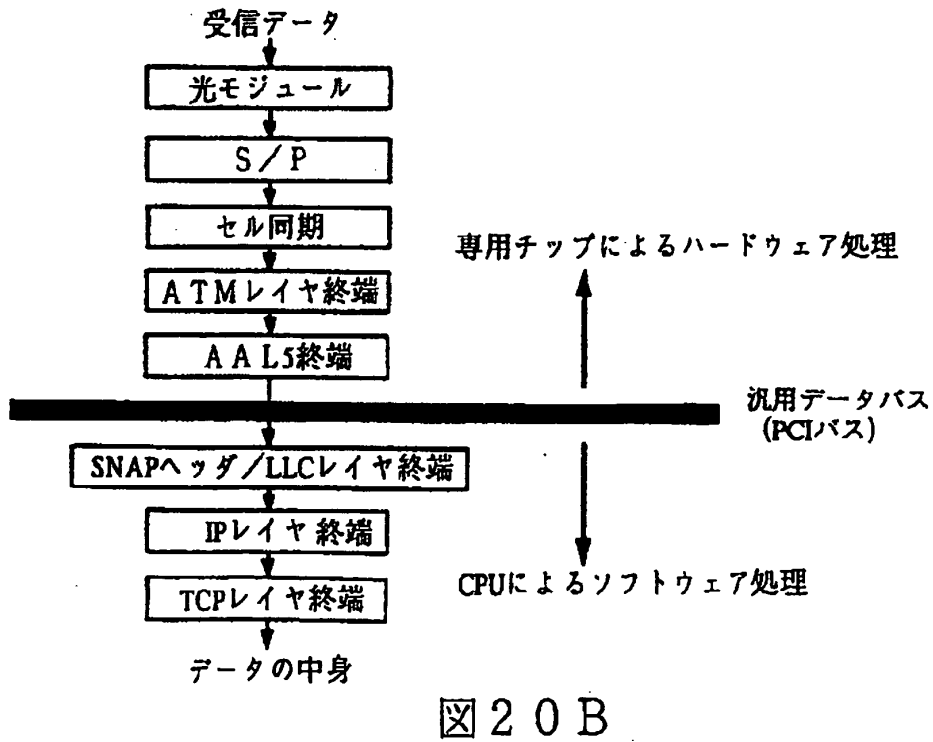 受信データ
光モジュール
S/P
セル同期
専用チップによるハードウェア処理
ATMレイヤ終端
AAL5終端
汎用データバス
(PCIバス)
SNAPヘッダ/LLCレイヤ終端
IPレイヤ終端
CPUによるソフトウェア処理
TCPレイヤ終端
データの中身
図20B